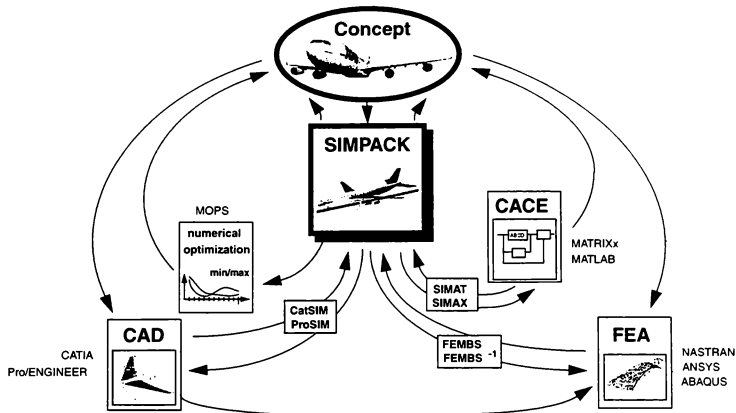 Concept
SIMPACK
MOPS
numerical
optimization
min/max
CACE
ABCD
MATRIXx
MATLAB
SIMAT
SIMAX
CatSIM
ProSIM
CAD
CATIA
Pro/ENGINEER
FEMBS
FEMBS -1
FEA
NASTRAN
ANSYS
ABAQUS